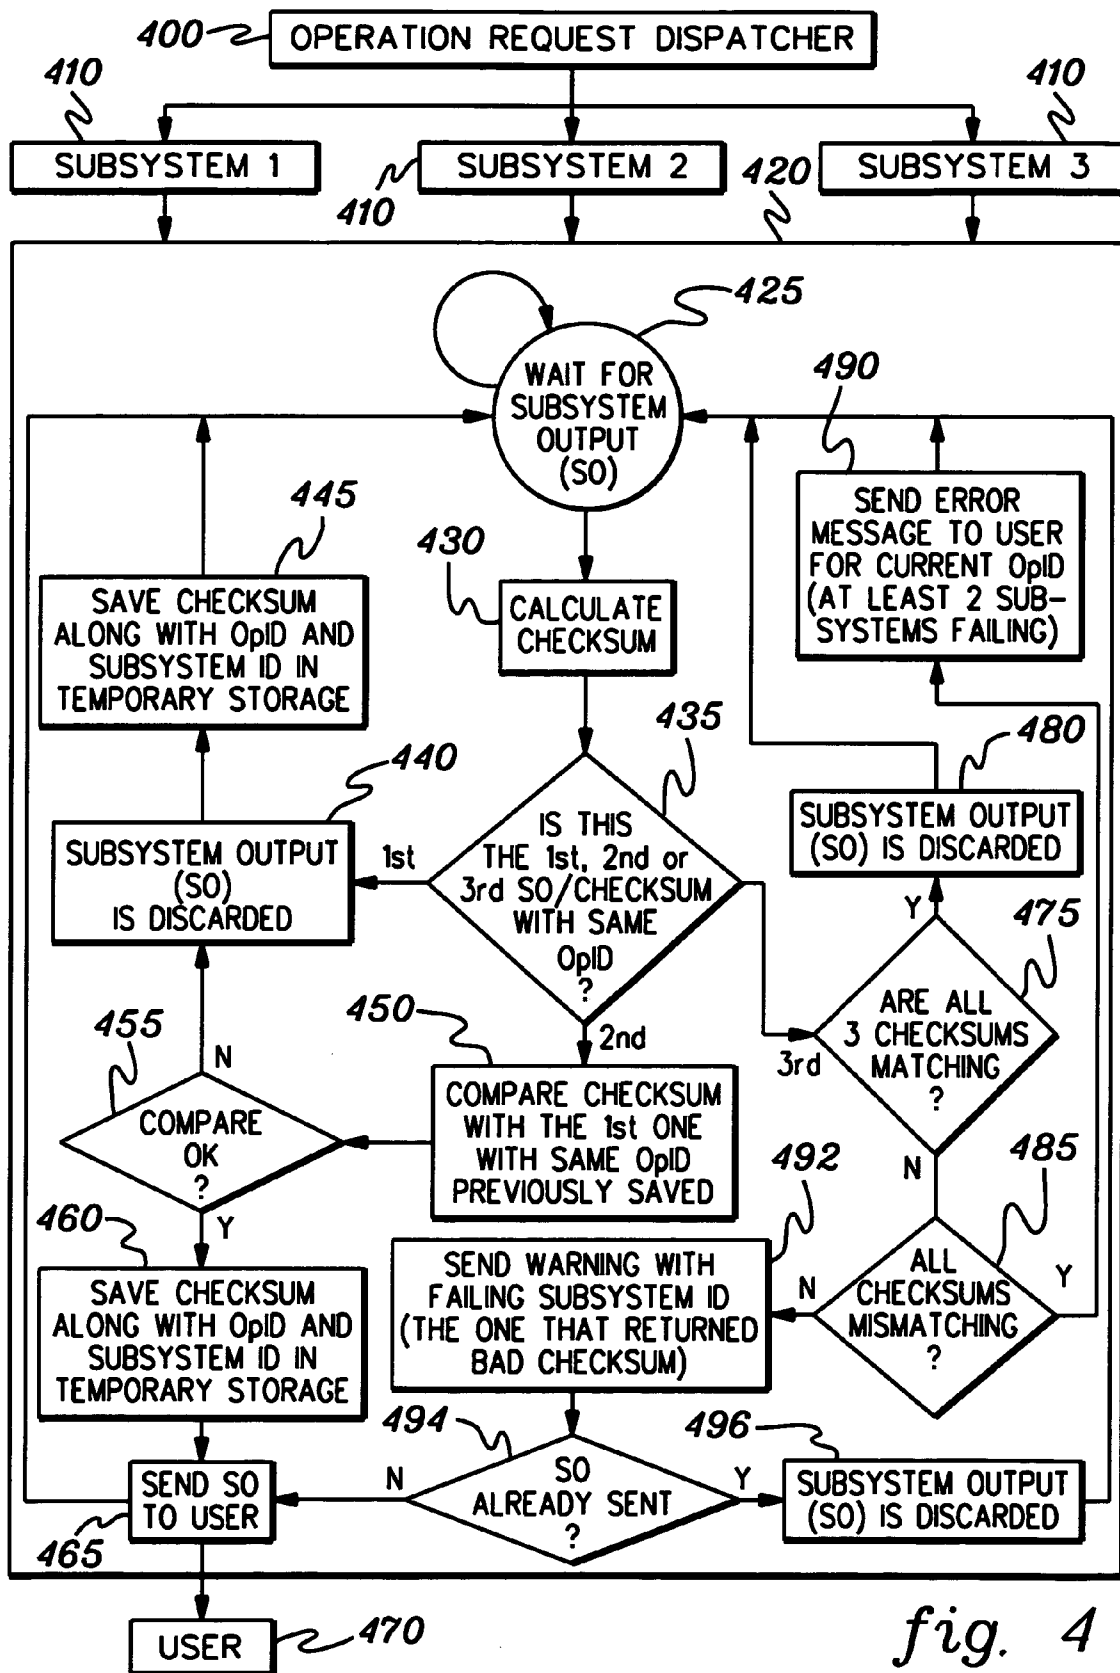 400
OPERATION REQUEST DISPATCHER
410
410
SUBSYSTEM 1
SUBSYSTEM 2
SUBSYSTEM 3
410
420
425
WAIT FOR
SUBSYSTEM
OUTPUT
(SO)
490
SEND ERROR
MESSAGE TO USER
FOR CURRENT OpID
(AT LEAST 2 SUB-
SYSTEMS FAILING)
445
SAVE CHECKSUM
ALONG WITH OpID AND
SUBSYSTEM ID IN
TEMPORARY STORAGE
430
CALCULATE
CHECKSUM
435
IS THIS
THE 1st, 2nd or
3rd SO/CHECKSUM
WITH SAME
OpID
?
1st
2nd
3rd
440
SUBSYSTEM OUTPUT
(SO)
IS DISCARDED
480
SUBSYSTEM OUTPUT
(SO) IS DISCARDED
Y
475
ARE ALL
3 CHECKSUMS
MATCHING
?
N
450
COMPARE CHECKSUM
WITH THE 1st ONE
WITH SAME OpID
PREVIOUSLY SAVED
455
N
COMPARE
OK
?
Y
460
SAVE CHECKSUM
ALONG WITH OpID AND
SUBSYSTEM ID IN
TEMPORARY STORAGE
492
SEND WARNING WITH
FAILING SUBSYSTEM ID
(THE ONE THAT RETURNED
BAD CHECKSUM)
485
ALL
CHECKSUMS
MISMATCHING
?
N
Y
494
SO
ALREADY SENT
?
N
Y
496
SUBSYSTEM OUTPUT
(SO) IS DISCARDED
SEND SO
TO USER
465
USER
470
fig. 4